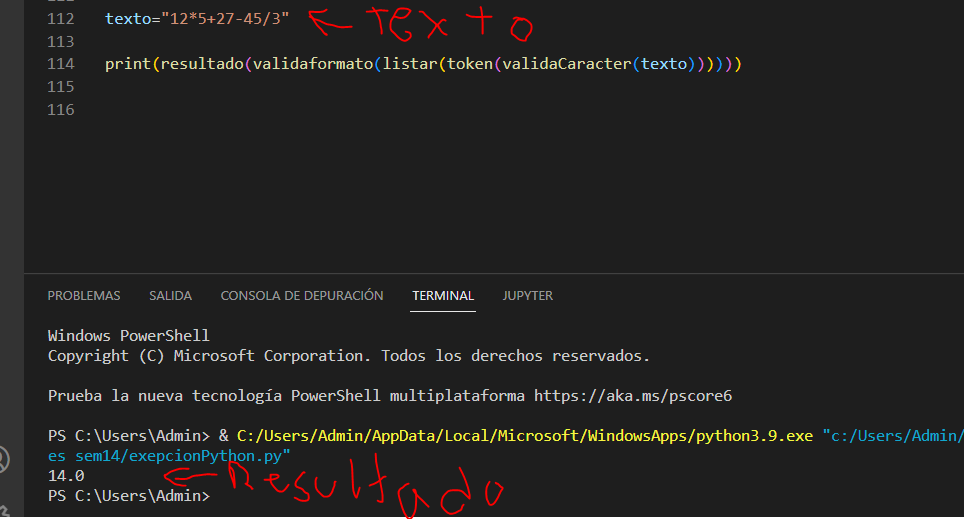 112 texto="12*5+27-45/3" ← Texto
113
114 print(resultado(validaformato(listar(token(validaCaracter(texto))))))
115
116
PROBLEMAS SALIDA CONSOLA DE DEPURACIÓN TERMINAL JUPYTER
Windows PowerShell
Copyright (C) Microsoft Corporation. Todos los derechos reservados.
Prueba la nueva tecnología PowerShell multiplataforma https://aka.ms/pscore6
PS C:\Users\Admin> & C:/Users/Admin/AppData/Local/Microsoft/WindowsApps/python3.9.exe "c:/Users/Admin/
es sem14/exepcionPython.py"
14.0 ← Resultado
PS C:\Users\Admin>